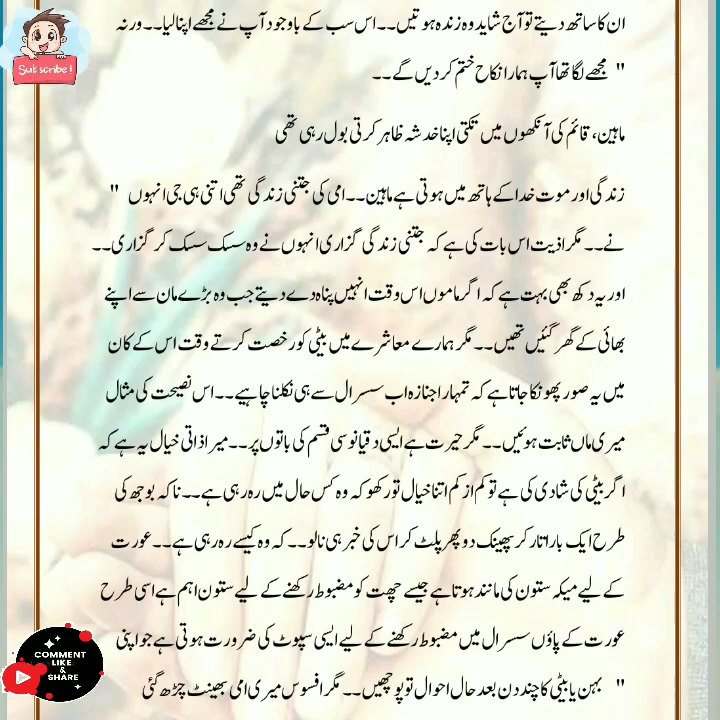 ان کا ساتھ دیتے تو آج شاید وہ زندہ ہوتیں۔۔ اس سب کے باوجود آپ نے مجھے اپنا لیا۔۔ ورنہ
مجھے لگا تھا آپ ہمارا نکاح ختم کر دیں گے۔۔ "
ماہین، قائم کی آنکھوں میں تکتی اپنا خدشہ ظاہر کرتی بول رہی تھی
زندگی اور موت خدا کے ہاتھ میں ہوتی ہے ماہین۔۔ امی کی جتنی زندگی تھی اتنی ہی جی انہوں "
نے۔۔ مگر اذیت اس بات کی ہے کہ جتنی زندگی گزاری انہوں نے وہ سسک سسک کر گزاری۔۔
اور یہ دکھ بھی بہت ہے کہ اگر ماموں اس وقت انہیں پناہ دے دیتے جب وہ بڑے مان سے اپنے
بھائی کے گھر گئیں تھیں۔۔ مگر ہمارے معاشرے میں بیٹی کو رخصت کرتے وقت اس کے کان
میں یہ صور پھونکا جاتا ہے کہ تمہارا جنازہ اب سسرال سے ہی نکلنا چاہیے۔۔ اس نصیحت کی مثال
میری ماں ثابت ہوئیں۔۔ مگر حیرت ہے ایسی دقیانوسی قسم کی باتوں پر۔۔ میرا ذاتی خیال یہ ہے کہ
اگر بیٹی کی شادی کی ہے تو کم از کم اتنا خیال تو رکھو کہ وہ کس حال میں رہ رہی ہے۔۔ ناکہ بوجھ کی
طرح ایک بار اتار کر پھینک دو پھر پلٹ کر اس کی خبر ہی نا لو۔۔ کہ وہ کیسے رہ رہی ہے۔۔ عورت
کے لیے میکہ ستون کی مانند ہوتا ہے جیسے چھت کو مضبوط رکھنے کے لیے ستون اہم ہے اسی طرح
عورت کے پاؤں سسرال میں مضبوط رکھنے کے لیے ایسی سپوٹ کی ضرورت ہوتی ہے جو اپنی
بہن یا بیٹی کا چند دن بعد حال احوال تو پوچھیں۔۔ مگر افسوس میری امی بھینٹ چڑھ گئی "
Subscribe!
COMMENT
LIKE
&
SHARE